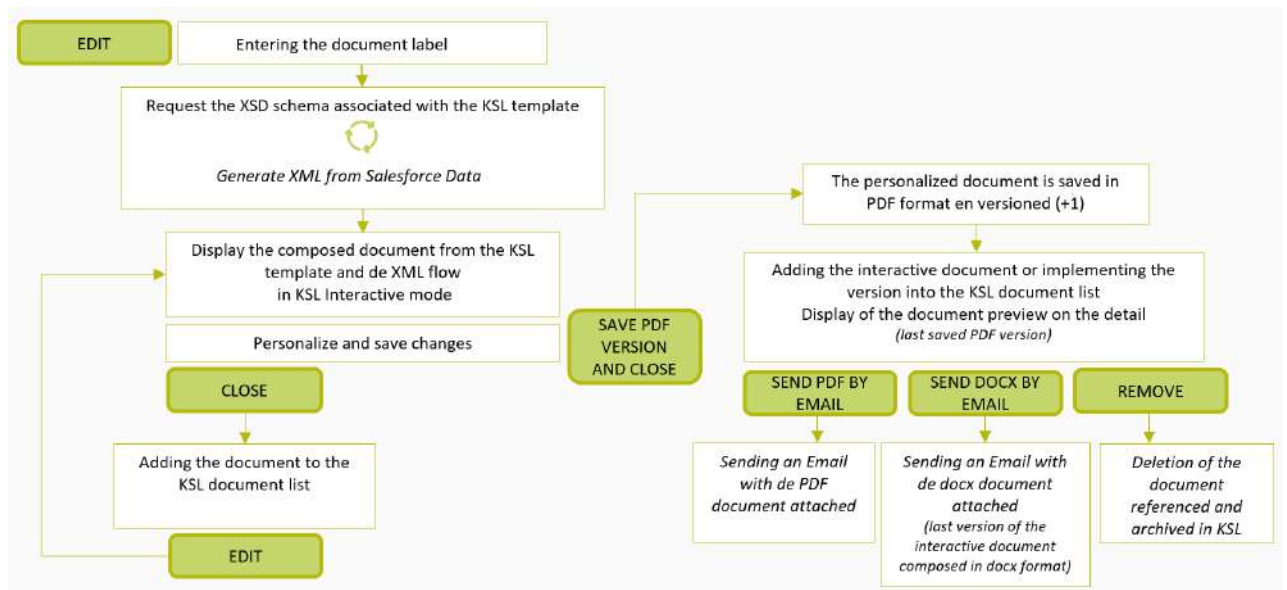 EDIT
Entering the document label
Request the XSD schema associated with the KSL template
Generate XML from Salesforce Data
Display the composed document from the KSL
template and de XML flow
in KSL Interactive mode
Personalize and save changes
CLOSE
Adding the document to the
KSL document list
EDIT
SAVE PDF
VERSION
AND CLOSE
The personalized document is saved in
PDF format en versioned (+1)
Adding the interactive document or implementing the
version into the KSL document list
Display of the document preview on the detail
(last saved PDF version)
SEND PDF BY
EMAIL
Sending an Email
with de PDF
document attached
SEND DOCX BY
EMAIL
Sending an Email with
de docx document
attached
(last version of the
interactive document
composed in docx format)
REMOVE
Deletion of the
document
referenced and
archived in KSL